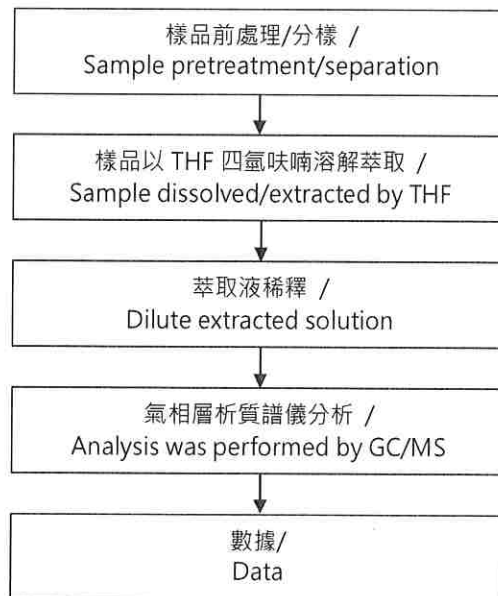 樣品前處理/分樣 /
Sample pretreatment/separation
樣品以 THF 四氫呋喃溶解萃取 /
Sample dissolved/extracted by THF
萃取液稀釋 /
Dilute extracted solution
氣相層析質譜儀分析 /
Analysis was performed by GC/MS
數據/
Data